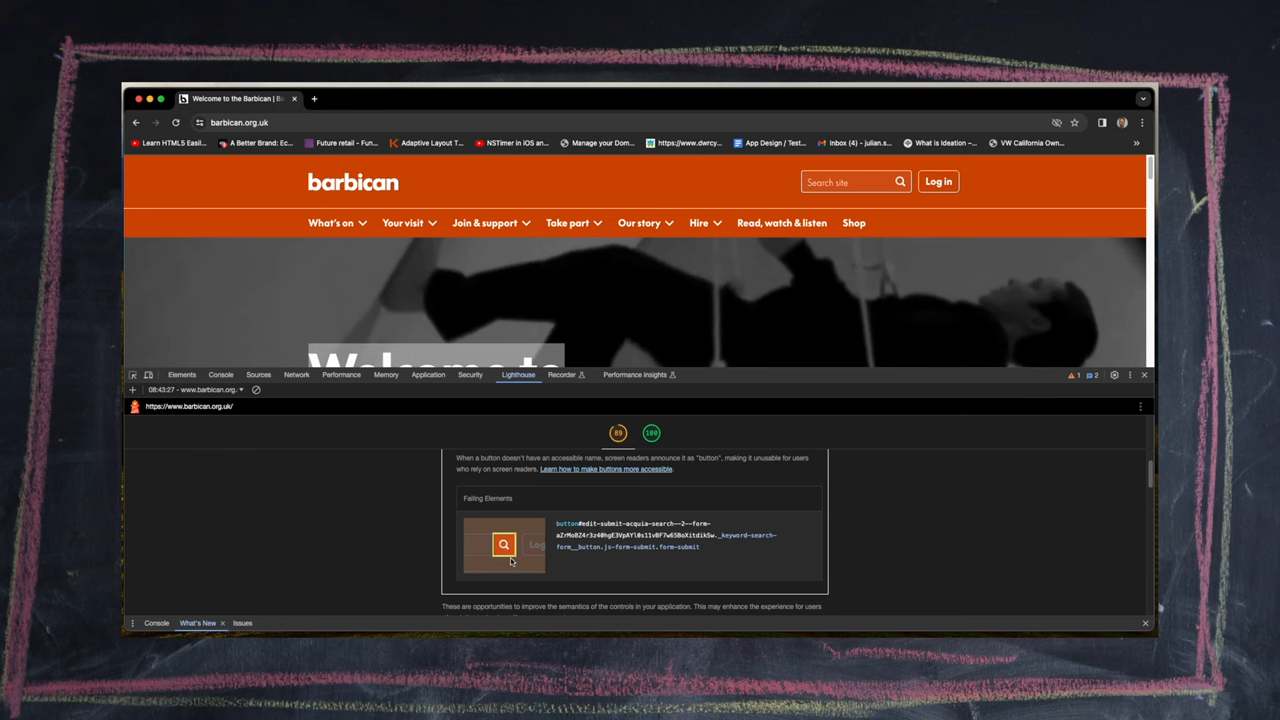 Welcome to the Barbican | B
barbican.org.uk
Learn HTML5 Easil...
A Better Brand: Ec...
Future retail - Fun...
Adaptive Layout T...
NSTimer in iOS an...
Manage your Dom...
https://www.dwrcy...
App Design / Test...
Inbox (4) - julian.s...
What is Ideation –...
VW California Own...
barbican
Search site
Log in
What's on
Your visit
Join & support
Take part
Our story
Hire
Read, watch & listen
Shop
Welcome to
Elements
Console
Sources
Network
Performance
Memory
Application
Security
Lighthouse
Recorder
Performance insights
1
2
08:43:27 - www.barbican.org.
https://www.barbican.org.uk/
89
100
When a button doesn't have an accessible name, screen readers announce it as "button", making it unusable for users
who rely on screen readers. Learn how to make buttons more accessible.
Failing Elements
Log
button#edit-submit-acquia-search--2--form-
._keyword-search-
form__button.js-form-submit.form-submit
These are opportunities to improve the semantics of the controls in your application. This may enhance the experience for users
Console
What's New
Issues